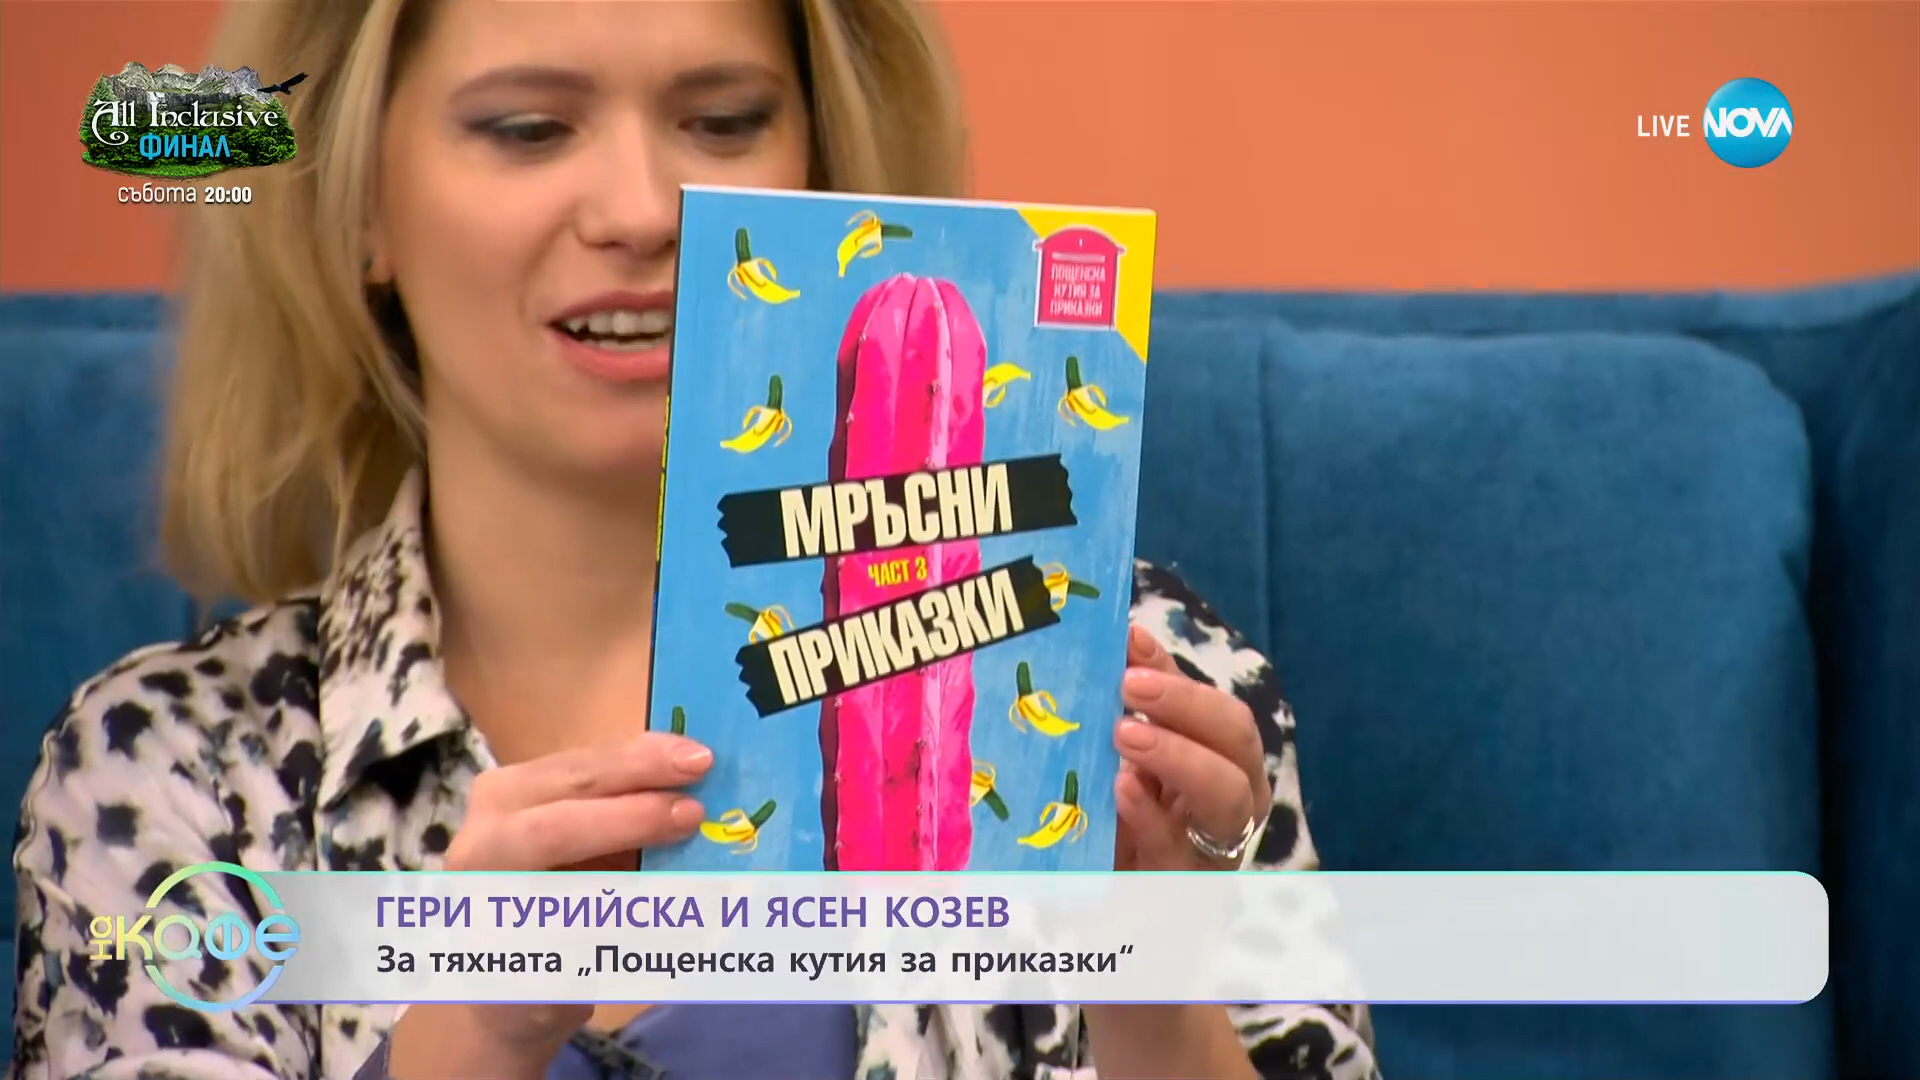 All Inclusive
ФИНАЛ
събота 20:00
LIVE NOVA
ПОЩЕНСКА
КУТИЯ ЗА
ПРИКАЗКИ
МРЪСНИ
ЧАСТ 3
ПРИКАЗКИ
на кафе
ГЕРИ ТУРИЙСКА И ЯСЕН КОЗЕВ
За тяхната „Пощенска кутия за приказки“